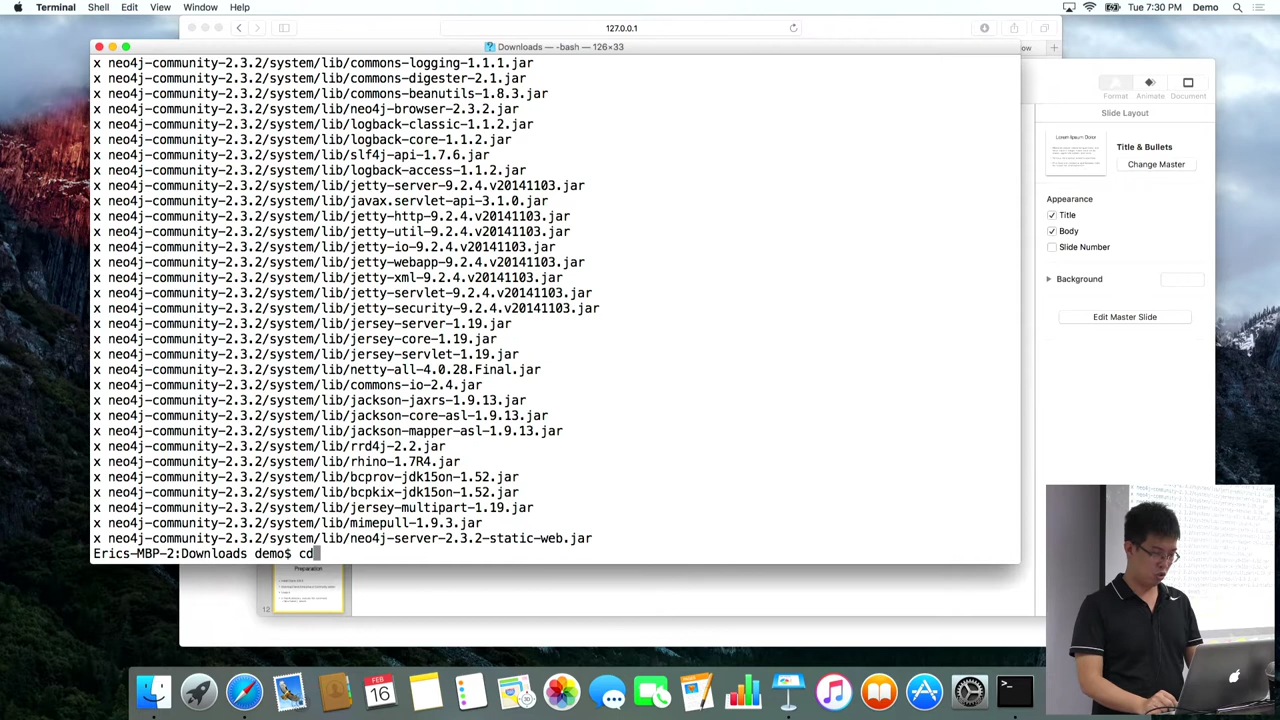 Terminal Shell Edit View Window Help Tue 7:30 PM Demo
127.0.0.1
Downloads — -bash — 126×33
x neo4j-community-2.3.2/system/lib/commons-logging-1.1.1.jar
x neo4j-community-2.3.2/system/lib/commons-digester-2.1.jar
x neo4j-community-2.3.2/system/lib/commons-beanutils-1.8.3.jar
x neo4j-community-2.3.2/system/lib/neo4j-browser-2.3.2.jar
x neo4j-community-2.3.2/system/lib/logback-classic-1.1.2.jar
x neo4j-community-2.3.2/system/lib/logback-core-1.1.2.jar
x neo4j-community-2.3.2/system/lib/slf4j-api-1.7.6.jar
x neo4j-community-2.3.2/system/lib/logback-access-1.1.2.jar
x neo4j-community-2.3.2/system/lib/jetty-server-9.2.4.v20141103.jar
x neo4j-community-2.3.2/system/lib/javax.servlet-api-3.1.0.jar
x neo4j-community-2.3.2/system/lib/jetty-http-9.2.4.v20141103.jar
x neo4j-community-2.3.2/system/lib/jetty-util-9.2.4.v20141103.jar
x neo4j-community-2.3.2/system/lib/jetty-io-9.2.4.v20141103.jar
x neo4j-community-2.3.2/system/lib/jetty-webapp-9.2.4.v20141103.jar
x neo4j-community-2.3.2/system/lib/jetty-xml-9.2.4.v20141103.jar
x neo4j-community-2.3.2/system/lib/jetty-servlet-9.2.4.v20141103.jar
x neo4j-community-2.3.2/system/lib/jetty-security-9.2.4.v20141103.jar
x neo4j-community-2.3.2/system/lib/jersey-server-1.19.jar
x neo4j-community-2.3.2/system/lib/jersey-core-1.19.jar
x neo4j-community-2.3.2/system/lib/jersey-servlet-1.19.jar
x neo4j-community-2.3.2/system/lib/netty-all-4.0.28.Final.jar
x neo4j-community-2.3.2/system/lib/commons-io-2.4.jar
x neo4j-community-2.3.2/system/lib/jackson-jaxrs-1.9.13.jar
x neo4j-community-2.3.2/system/lib/jackson-core-asl-1.9.13.jar
x neo4j-community-2.3.2/system/lib/jackson-mapper-asl-1.9.13.jar
x neo4j-community-2.3.2/system/lib/rrd4j-2.2.jar
x neo4j-community-2.3.2/system/lib/rhino-1.7R4.jar
x neo4j-community-2.3.2/system/lib/bcprov-jdk15on-1.52.jar
x neo4j-community-2.3.2/system/lib/bcpkix-jdk15on-1.52.jar
x neo4j-community-2.3.2/system/lib/jersey-multipart-1.19.jar
x neo4j-community-2.3.2/system/lib/mimepull-1.9.3.jar
x neo4j-community-2.3.2/system/lib/neo4j-server-2.3.2-static-web.jar
Erics-MBP-2:Downloads demo$ cd
ow
Format Animate Document
Slide Layout
Lorem Ipsum Dolor
Title & Bullets
Change Master
Appearance
Title
Body
Slide Number
Background
Edit Master Slide
Preparation
12
FEB
16